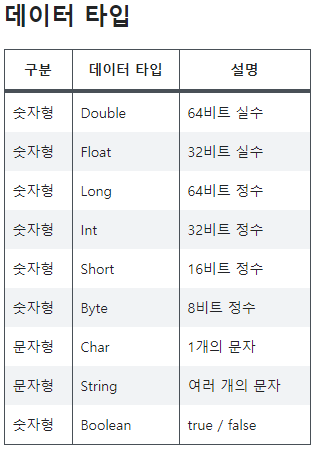 데이터 타입
구분 데이터 타입 설명
숫자형 Double 64비트 실수
숫자형 Float 32비트 실수
숫자형 Long 64비트 정수
숫자형 Int 32비트 정수
숫자형 Short 16비트 정수
숫자형 Byte 8비트 정수
문자형 Char 1개의 문자
문자형 String 여러 개의 문자
숫자형 Boolean true / false